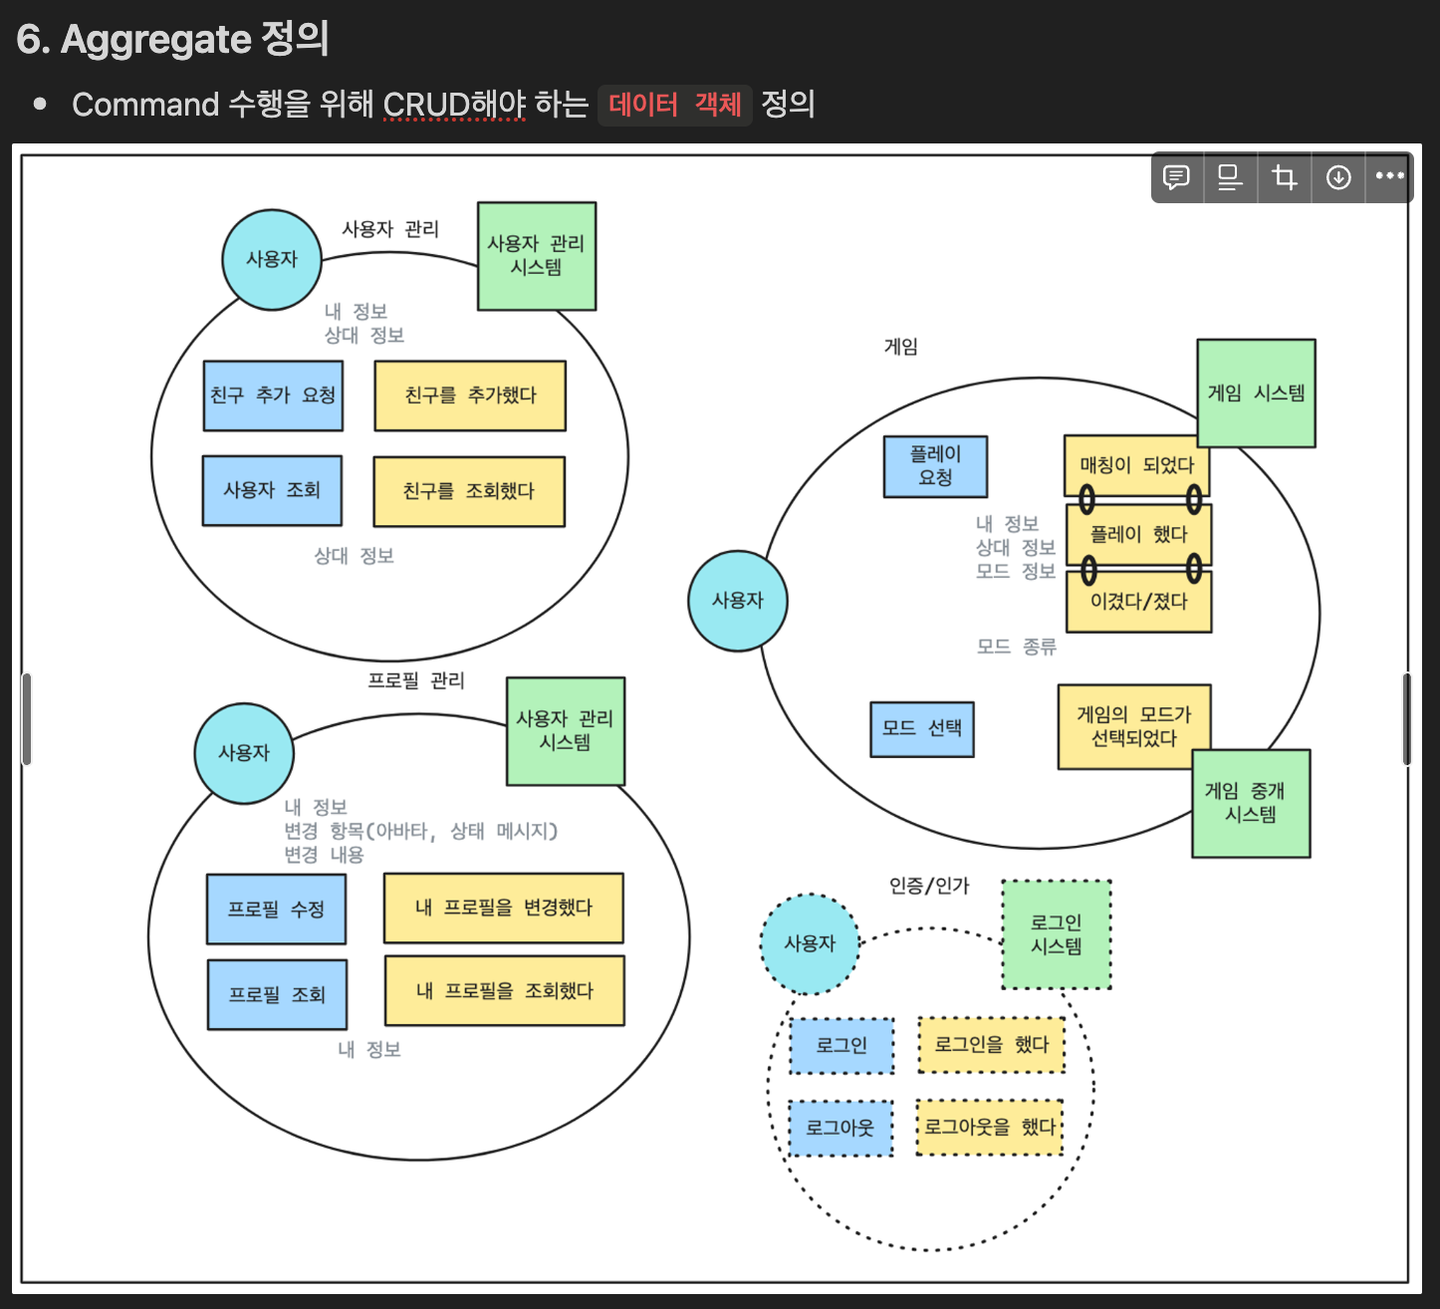 6. Aggregate 정의
Command 수행을 위해 CRUD해야 하는 데이터 객체 정의
사용자 관리
사용자
사용자 관리
시스템
내 정보
상대 정보
친구 추가 요청
친구를 추가했다
사용자 조회
친구를 조회했다
상대 정보
게임
게임 시스템
플레이
요청
매칭이 되었다
내 정보
상대 정보
모드 정보
플레이 했다
이겼다/졌다
사용자
모드 종류
모드 선택
게임의 모드가
선택되었다
게임 중개
시스템
프로필 관리
사용자
사용자 관리
시스템
내 정보
변경 항목(아바타, 상태 메시지)
변경 내용
프로필 수정
내 프로필을 변경했다
프로필 조회
내 프로필을 조회했다
내 정보
인증/인가
사용자
로그인
시스템
로그인
로그인을 했다
로그아웃
로그아웃을 했다